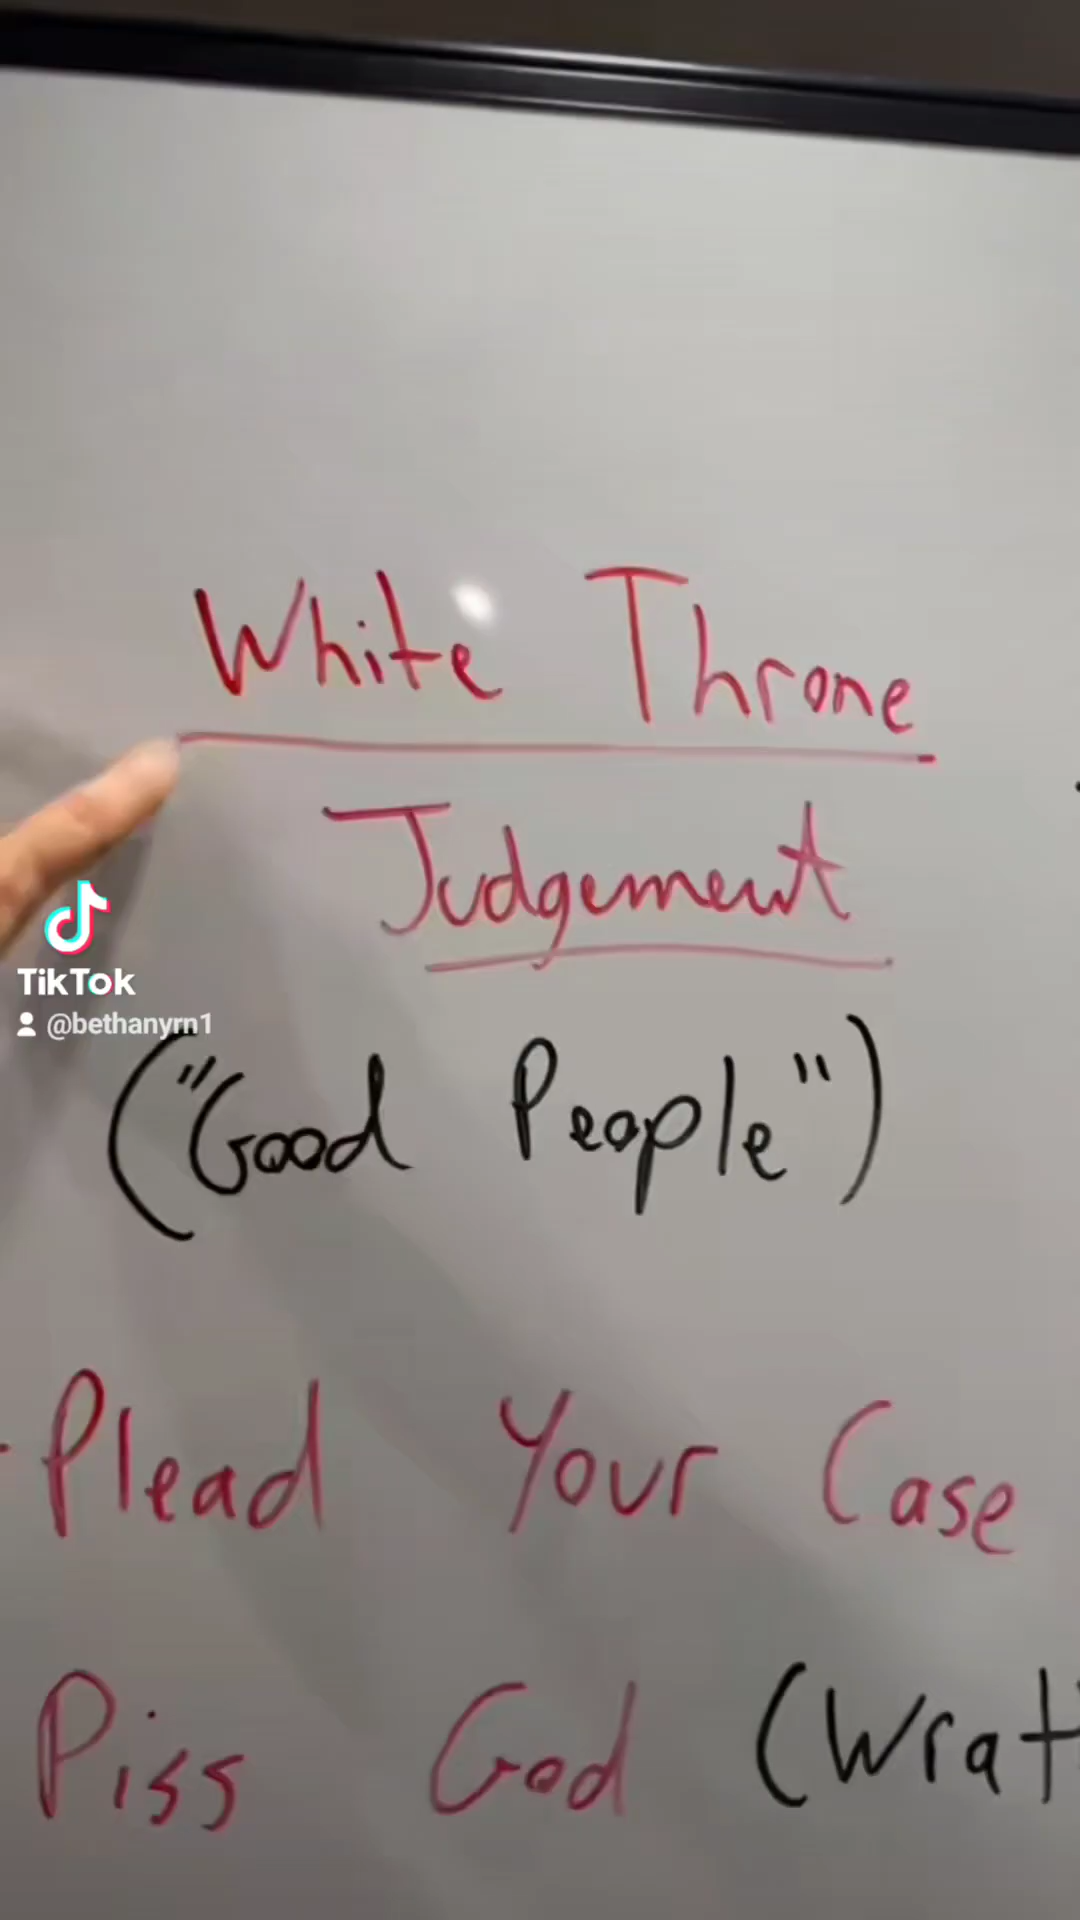 White Throne
Judgement
TikTok
@bethanyrn1
("Good People")
Plead Your Case
Piss God (Wrat